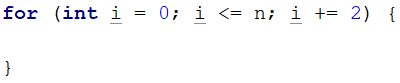 for (int i = 0; i <= n; i += 2) {
}